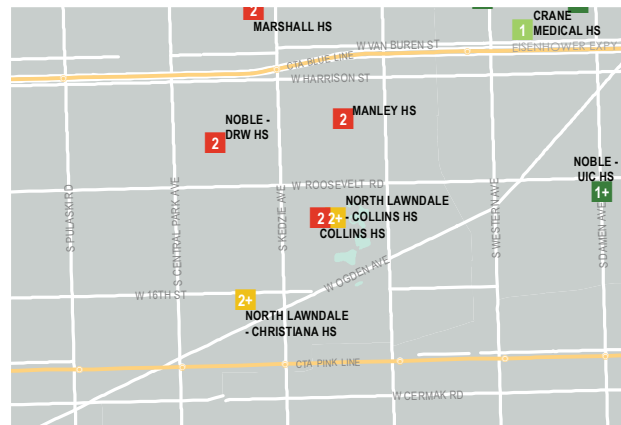 2
MARSHALL HS
1
CRANE
MEDICAL HS
W VAN BUREN ST
EISENHOWER EXPY
CTA BLUE LINE
W HARRISON ST
2
MANLEY HS
NOBLE -
DRW HS
2
NOBLE -
UIC HS
1+
W ROOSEVELT RD
S PULASKI RD
S CENTRAL PARK AVE
S KEDZIE AVE
S WESTERN AVE
S DAMEN AVE
2
2+
NORTH LAWNDALE
- COLLINS HS
COLLINS HS
W OGDEN AVE
W 16TH ST
2+
NORTH LAWNDALE
- CHRISTIANA HS
CTA PINK LINE
W CERMAK RD